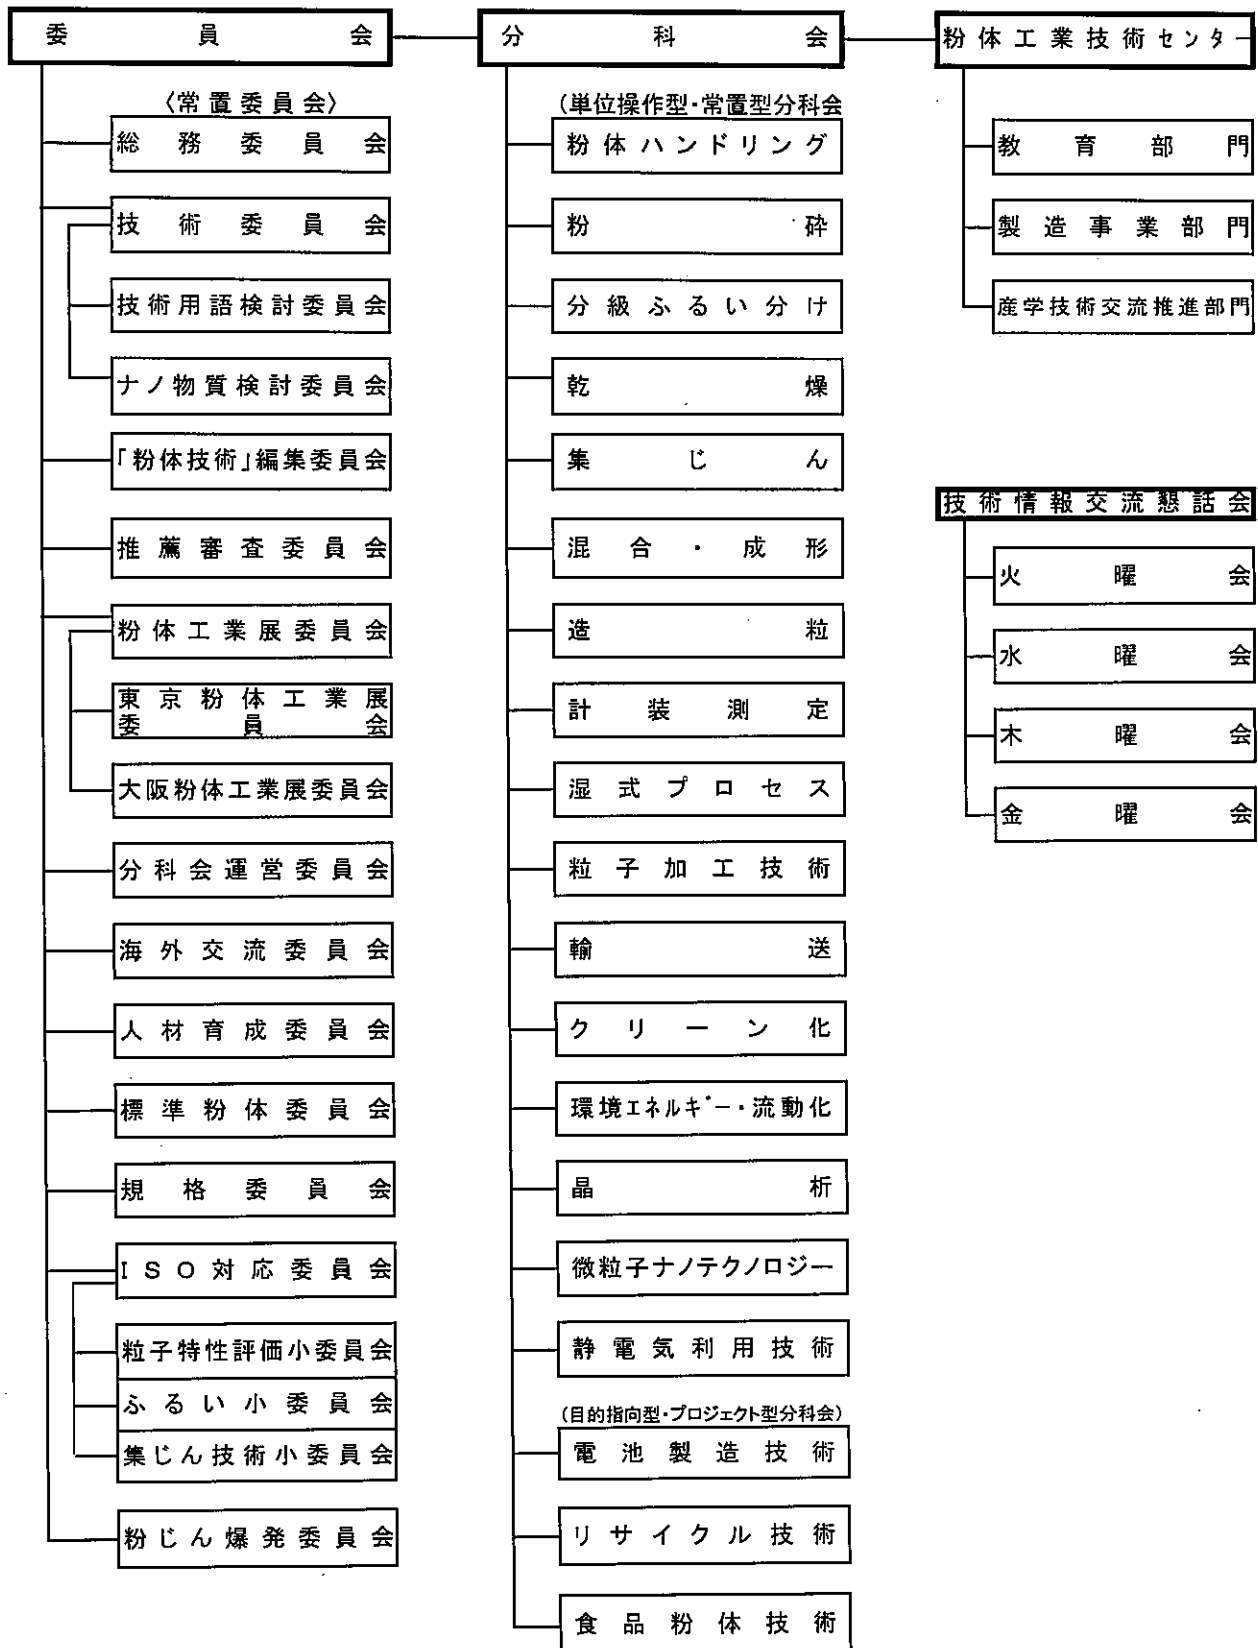 委員会
〈常置委員会〉
総務委員会
技術委員会
技術用語検討委員会
ナノ物質検討委員会
「粉体技術」編集委員会
推薦審査委員会
粉体工業展委員会
東京粉体工業展
委員会
大阪粉体工業展委員会
分科会運営委員会
海外交流委員会
人材育成委員会
標準粉体委員会
規格委員会
ISO対応委員会
粒子特性評価小委員会
ふるい小委員会
集じん技術小委員会
粉じん爆発委員会
分科会
(単位操作型・常置型分科会
粉体ハンドリング
粉砕
分級ふるい分け
乾燥
集じん
混合・成形
造粒
計装測定
湿式プロセス
粒子加工技術
輸送
クリーン化
環境エネルギー・流動化
晶析
微粒子ナノテクノロジー
静電気利用技術
(目的指向型・プロジェクト型分科会)
電池製造技術
リサイクル技術
食品粉体技術
粉体工業技術センター
教育部門
製造事業部門
産学技術交流推進部門
技術情報交流懇話会
火曜会
水曜会
木曜会
金曜会